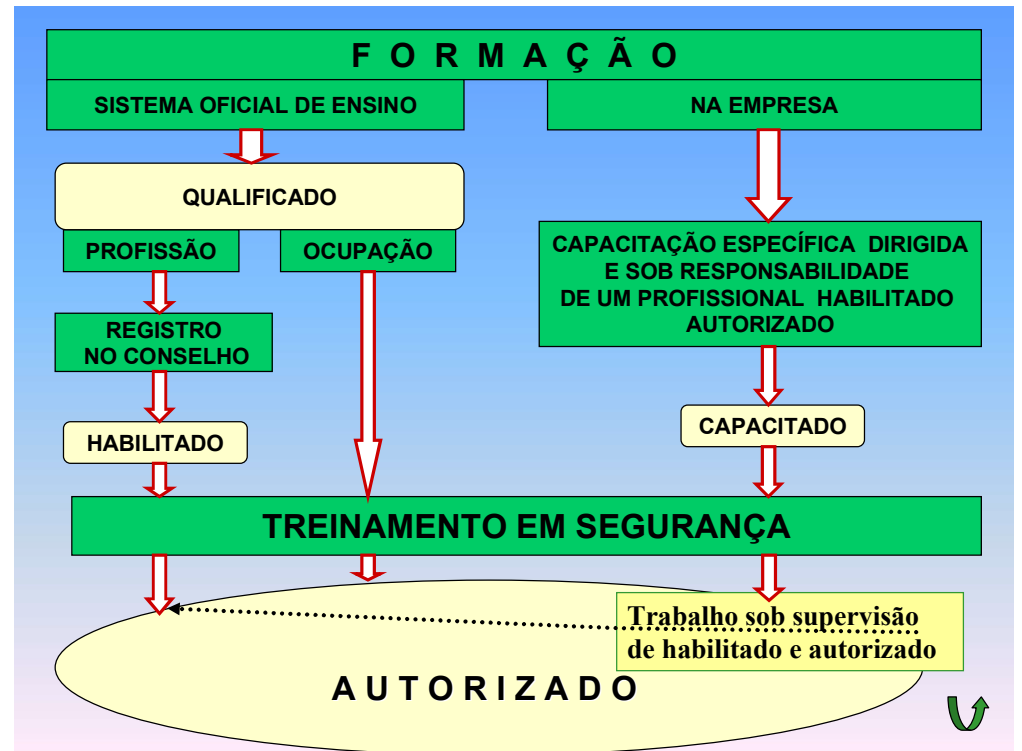 F O R M A Ç Ã O
SISTEMA OFICIAL DE ENSINO
NA EMPRESA
QUALIFICADO
PROFISSÃO
OCUPAÇÃO
CAPACITAÇÃO ESPECÍFICA DIRIGIDA
E SOB RESPONSABILIDADE
DE UM PROFISSIONAL HABILITADO
AUTORIZADO
REGISTRO
NO CONSELHO
CAPACITADO
HABILITADO
TREINAMENTO EM SEGURANÇA
Trabalho sob supervisão
de habilitado e autorizado
A U T O R I Z A D O